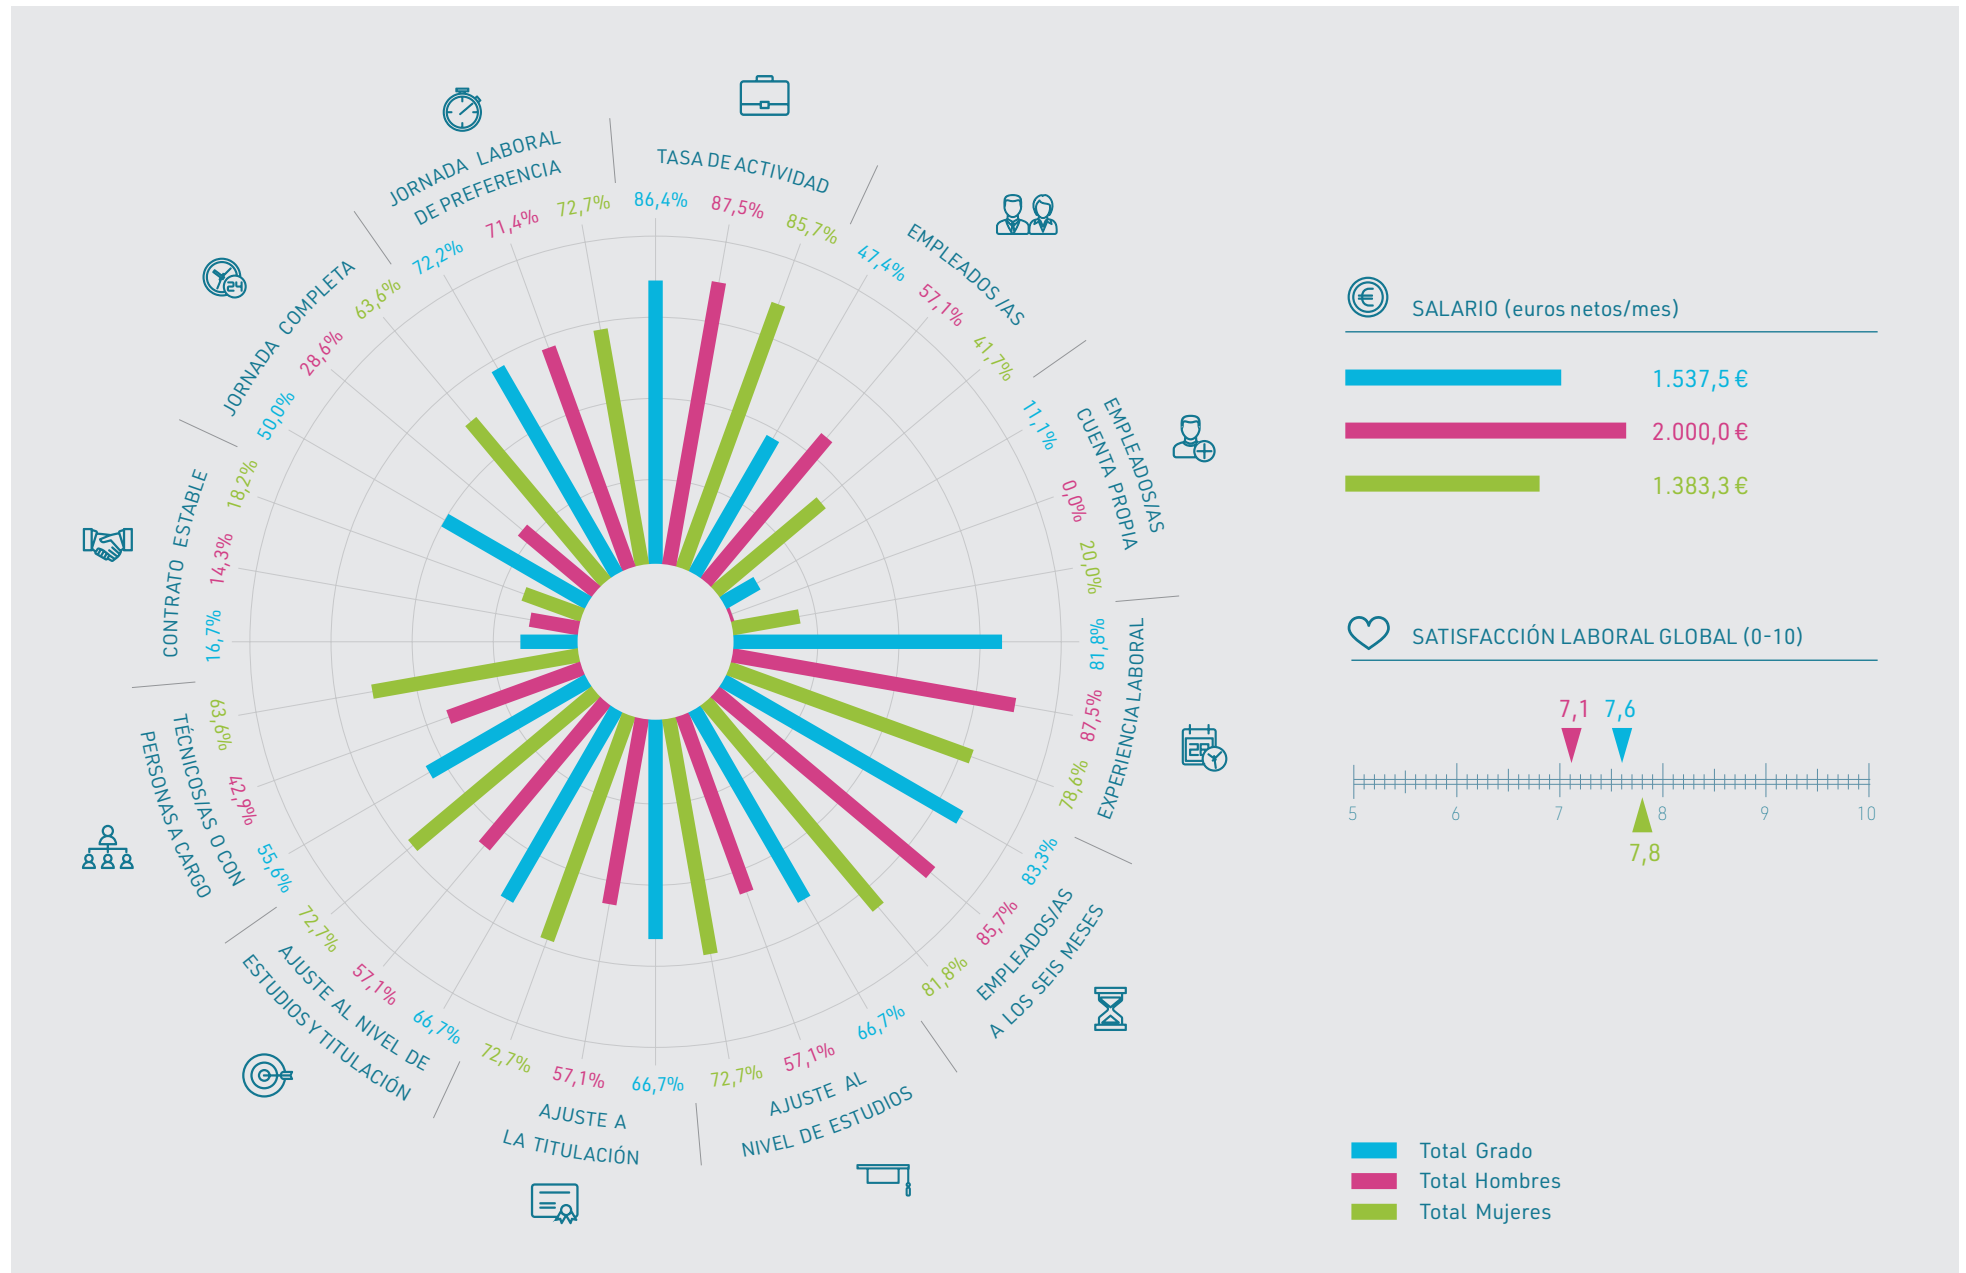 TASA DE ACTIVIDAD
86,4%
87,5%
85,7%
EMPLEADOS/AS
47,4%
57,1%
41,7%
EMPLEADOS/AS
CUENTA PROPIA
11,1%
0,0%
20,0%
EXPERIENCIA LABORAL
81,8%
87,5%
78,6%
EMPLEADOS/AS
A LOS SEIS MESES
83,3%
85,7%
81,8%
AJUSTE AL
NIVEL DE ESTUDIOS
66,7%
57,1%
72,7%
AJUSTE A
LA TITULACIÓN
66,7%
57,1%
72,7%
AJUSTE AL NIVEL DE
ESTUDIOS Y TITULACIÓN
66,7%
57,1%
72,7%
TÉCNICOS/AS O CON
PERSONAS A CARGO
55,6%
42,9%
63,6%
CONTRATO ESTABLE
16,7%
14,3%
18,2%
JORNADA COMPLETA
50,0%
28,6%
63,6%
JORNADA LABORAL
DE PREFERENCIA
72,2%
71,4%
72,7%
24
28
SALARIO (euros netos/mes)
1.537,5 €
2.000,0 €
1.383,3 €
SATISFACCIÓN LABORAL GLOBAL (0-10)
7,1 7,6
5 6 7 8 9 10
7,8
Total Grado
Total Hombres
Total Mujeres